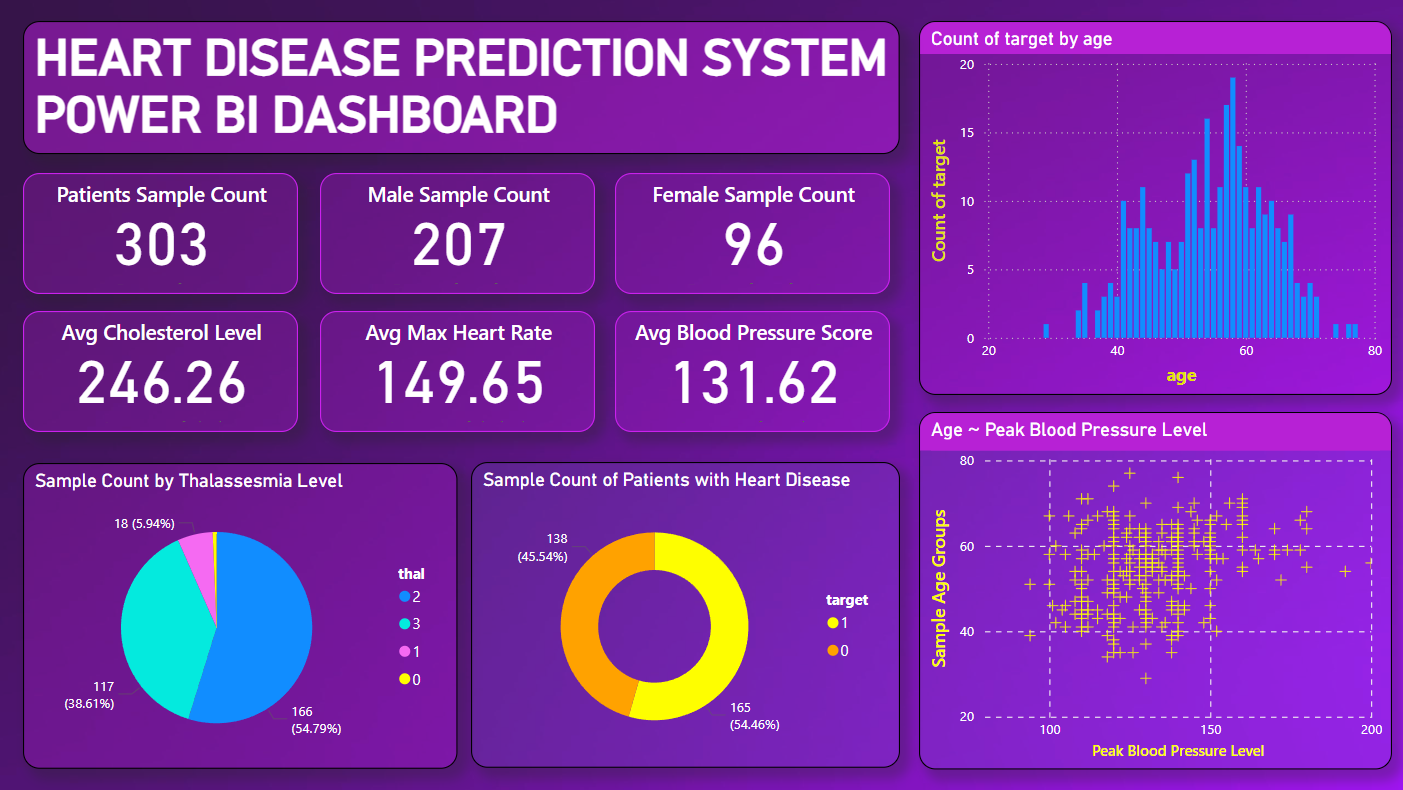 HEART DISEASE PREDICTION SYSTEM
POWER BI DASHBOARD
Patients Sample Count
303
Male Sample Count
207
Female Sample Count
96
Avg Cholesterol Level
246.26
Avg Max Heart Rate
149.65
Avg Blood Pressure Score
131.62
Sample Count by Thalassesmia Level
18 (5.94%)
117
(38.61%)
166
(54.79%)
thal
2
3
1
0
Sample Count of Patients with Heart Disease
138
(45.54%)
165
(54.46%)
target
1
0
Count of target by age
Count of target
20
15
10
5
0
20
40
60
80
age
Age ~ Peak Blood Pressure Level
Sample Age Groups
80
60
40
20
100
150
200
Peak Blood Pressure Level